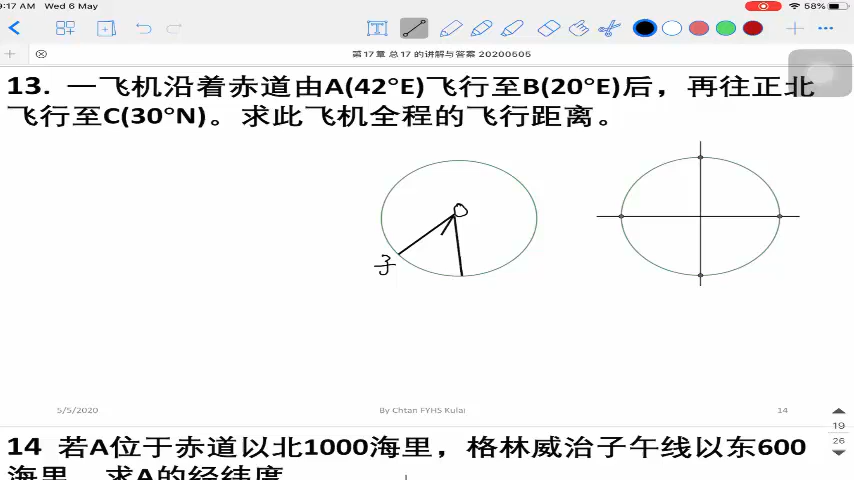 9:17 AM Wed 6 May
58%
第17章 总17 的讲解与答案 20200505
13. 一飞机沿着赤道由A(42°E)飞行至B(20°E)后，再往正北
飞行至C(30°N)。求此飞机全程的飞行距离。
子
5/5/2020
By Chtan FYHS Kulai
14
19
26
14 若A位于赤道以北1000海里，格林威治子午线以东600
海里，求A的经纬度